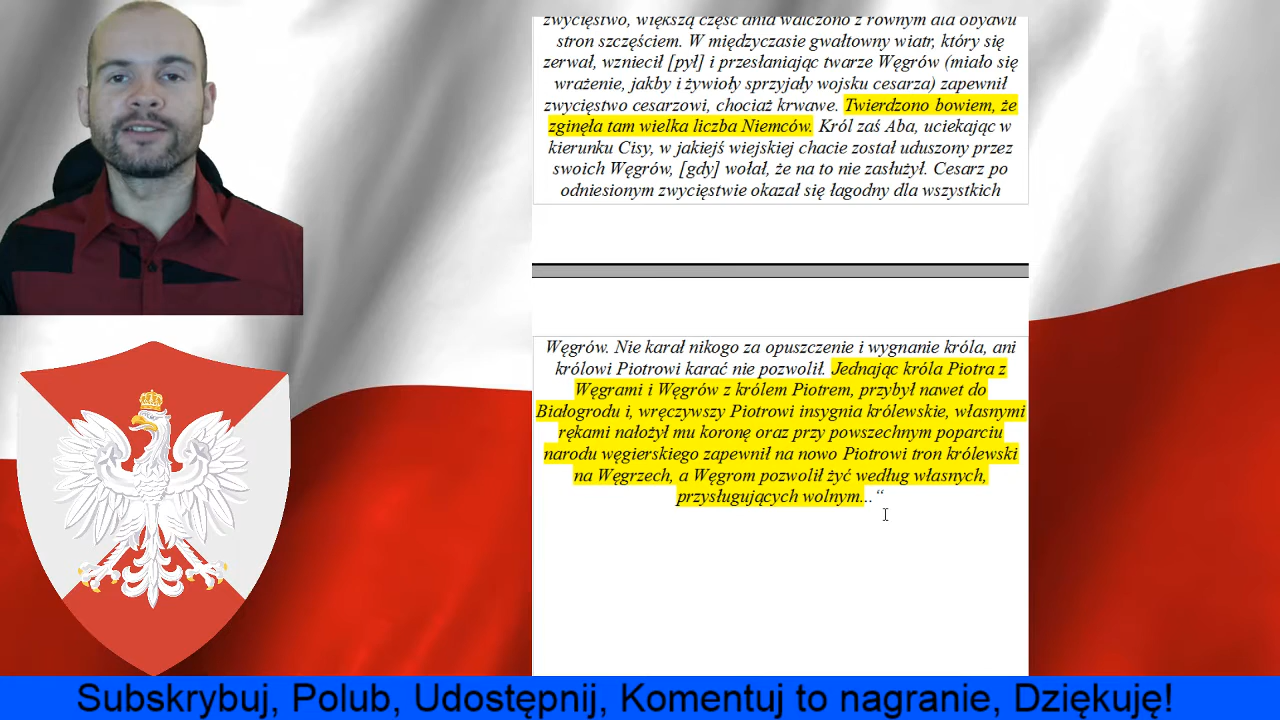 zwycięstwo, większą część dnia walczono z równym dla obydwu
stron szczęściem. W międzyczasie gwałtowny wiatr, który się
zerwał, wzniecił [pył] i przesłaniając twarze Węgrów (miało się
wrażenie, jakby i żywioły sprzyjały wojsku cesarza) zapewnił
zwycięstwo cesarzowi, chociaż krwawe. Twierdzono bowiem, że
zginęła tam wielka liczba Niemców. Król zaś Aba, uciekając w
kierunku Cisy, w jakiejś wiejskiej chacie został uduszony przez
swoich Węgrów, [gdy] wołał, że na to nie zasłużył. Cesarz po
odniesionym zwycięstwie okazał się łagodny dla wszystkich
Węgrów. Nie karał nikogo za opuszczenie i wygnanie króla, ani
królowi Piotrowi karać nie pozwolił. Jednając króla Piotra z
Węgrami i Węgrów z królem Piotrem, przybył nawet do
Białogrodu i, wręczywszy Piotrowi insygnia królewskie, własnymi
rękami nałożył mu koronę oraz przy powszechnym poparciu
narodu węgierskiego zapewnił na nowo Piotrowi tron królewski
na Węgrzech, a Węgrom pozwolił żyć według własnych,
przysługujących wolnym...“
Subskrybuj, Polub, Udostępnij, Komentuj to nagranie, Dziękuję!